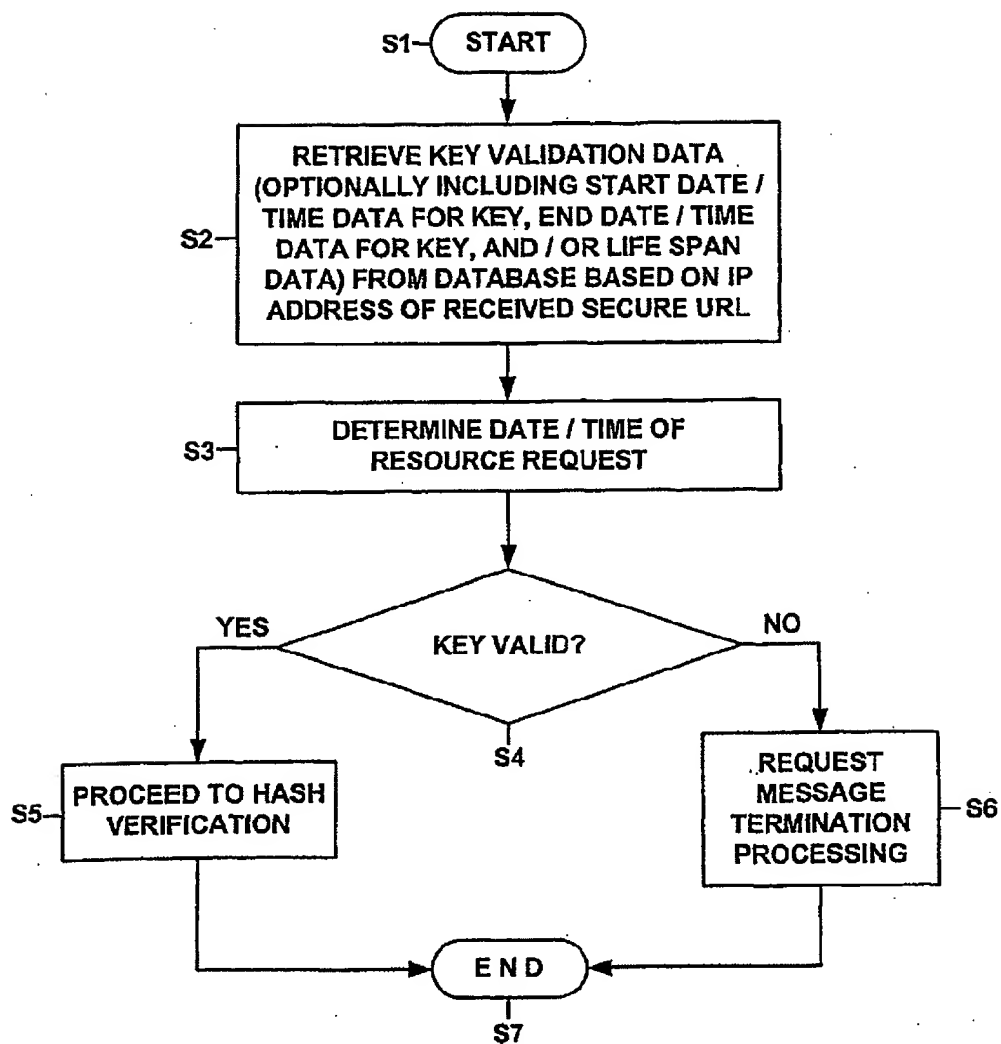 S1
START
RETRIEVE KEY VALIDATION DATA
(OPTIONALLY INCLUDING START DATE /
TIME DATA FOR KEY, END DATE / TIME
DATA FOR KEY, AND / OR LIFE SPAN
DATA) FROM DATABASE BASED ON IP
ADDRESS OF RECEIVED SECURE URL
S2
DETERMINE DATE / TIME OF
RESOURCE REQUEST
S3
YES
KEY VALID?
NO
S4
S5
PROCEED TO HASH
VERIFICATION
REQUEST
MESSAGE
TERMINATION
PROCESSING
S6
END
S7